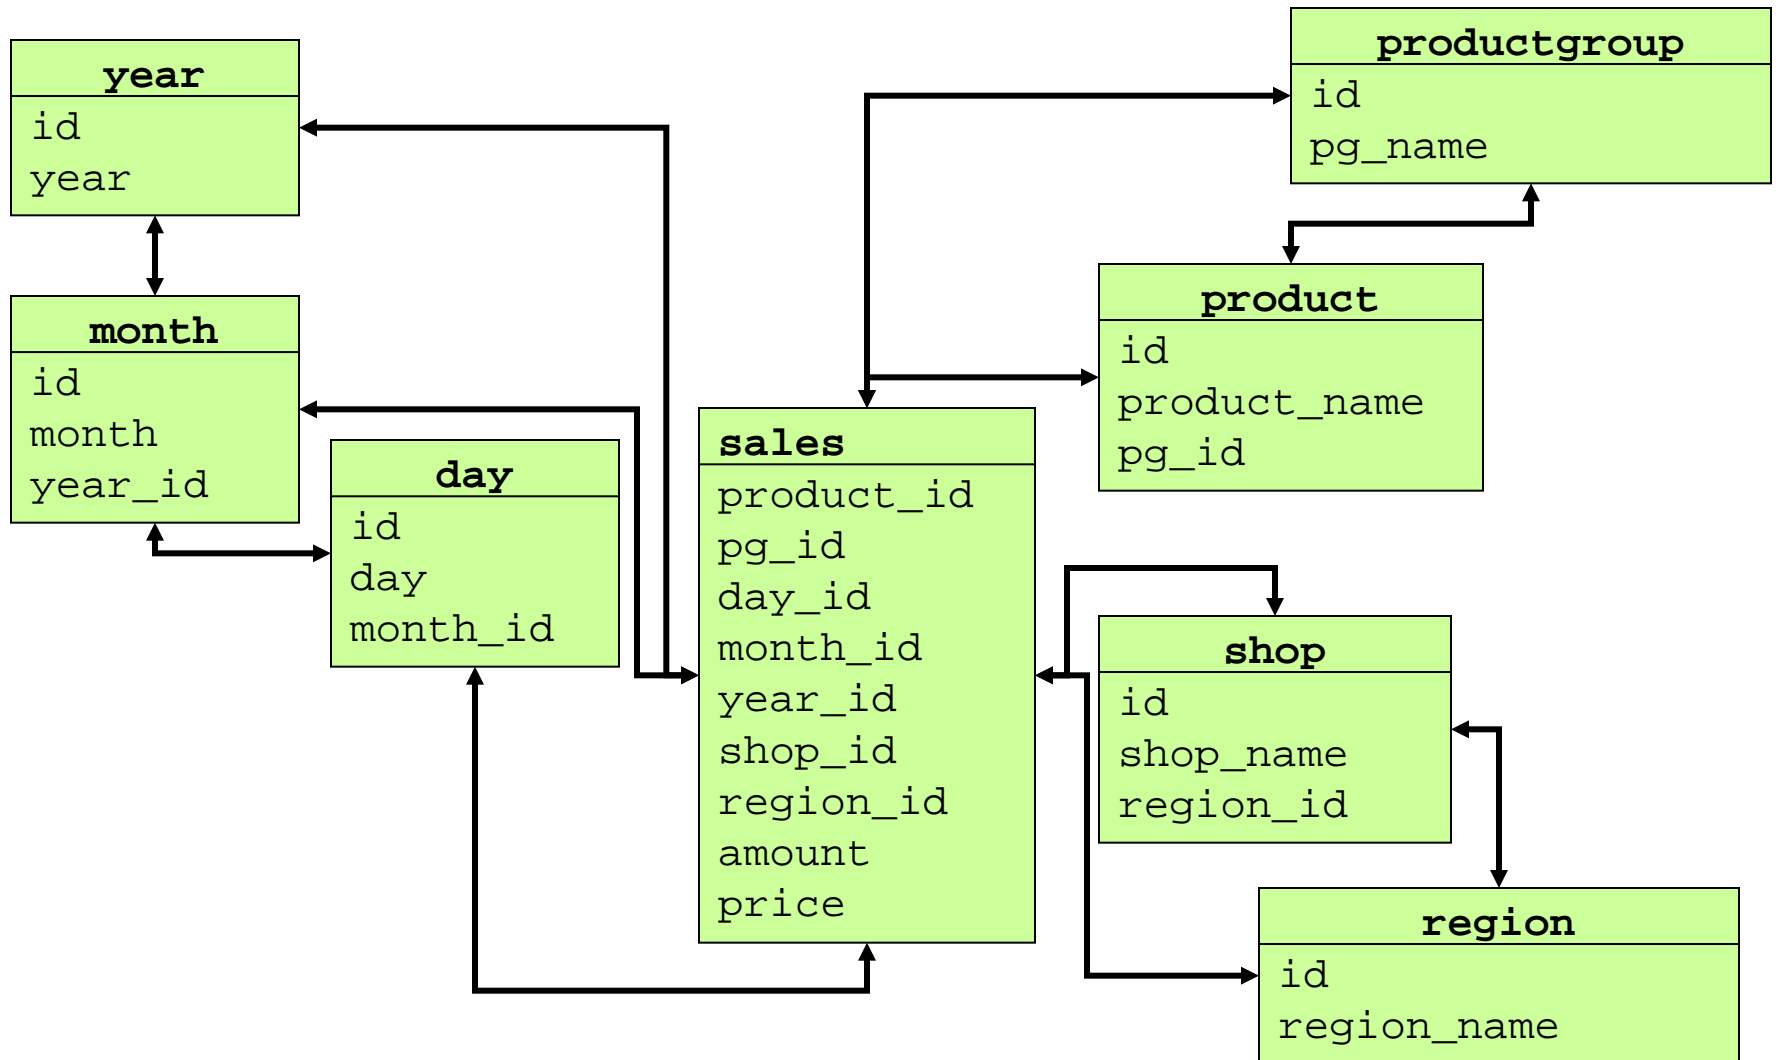 year
id
year
month
id
month
year_id
day
id
day
month_id
sales
product_id
pg_id
day_id
month_id
year_id
shop_id
region_id
amount
price
productgroup
id
pg_name
product
id
product_name
pg_id
shop
id
shop_name
region_id
region
id
region_name